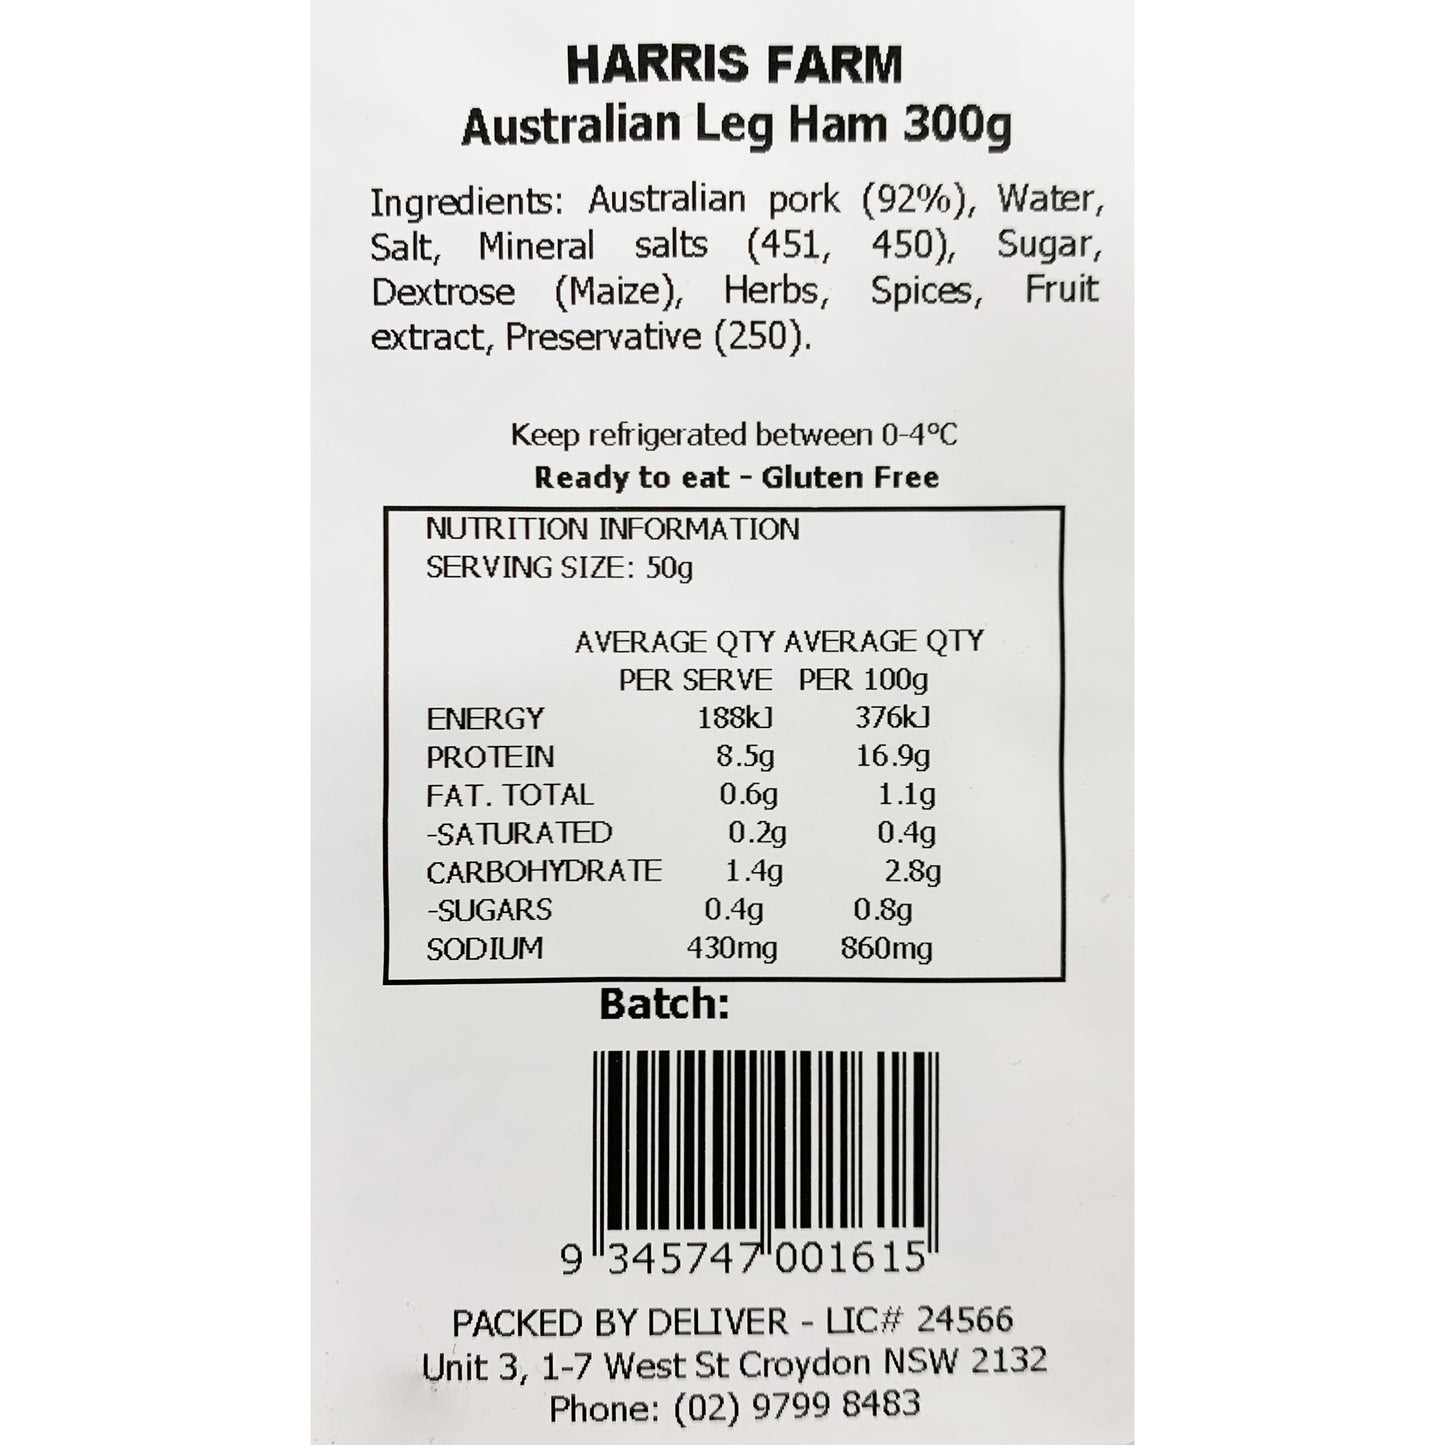 HARRIS FARM
Australian Leg Ham 300g
Ingredients: Australian pork (92%), Water,
Salt, Mineral salts (451, 450), Sugar,
Dextrose (Maize), Herbs, Spices, Fruit
extract, Preservative (250).
Keep refrigerated between 0-4°C
Ready to eat - Gluten Free
NUTRITION INFORMATION
SERVING SIZE: 50g
AVERAGE QTY AVERAGE QTY
PER SERVE PER 100g
ENERGY 188kJ 376kJ
PROTEIN 8.5g 16.9g
FAT. TOTAL 0.6g 1.1g
-SATURATED 0.2g 0.4g
CARBOHYDRATE 1.4g 2.8g
-SUGARS 0.4g 0.8g
SODIUM 430mg 860mg
Batch:
9 345747 001615
PACKED BY DELIVER - LIC# 24566
Unit 3, 1-7 West St Croydon NSW 2132
Phone: (02) 9799 8483